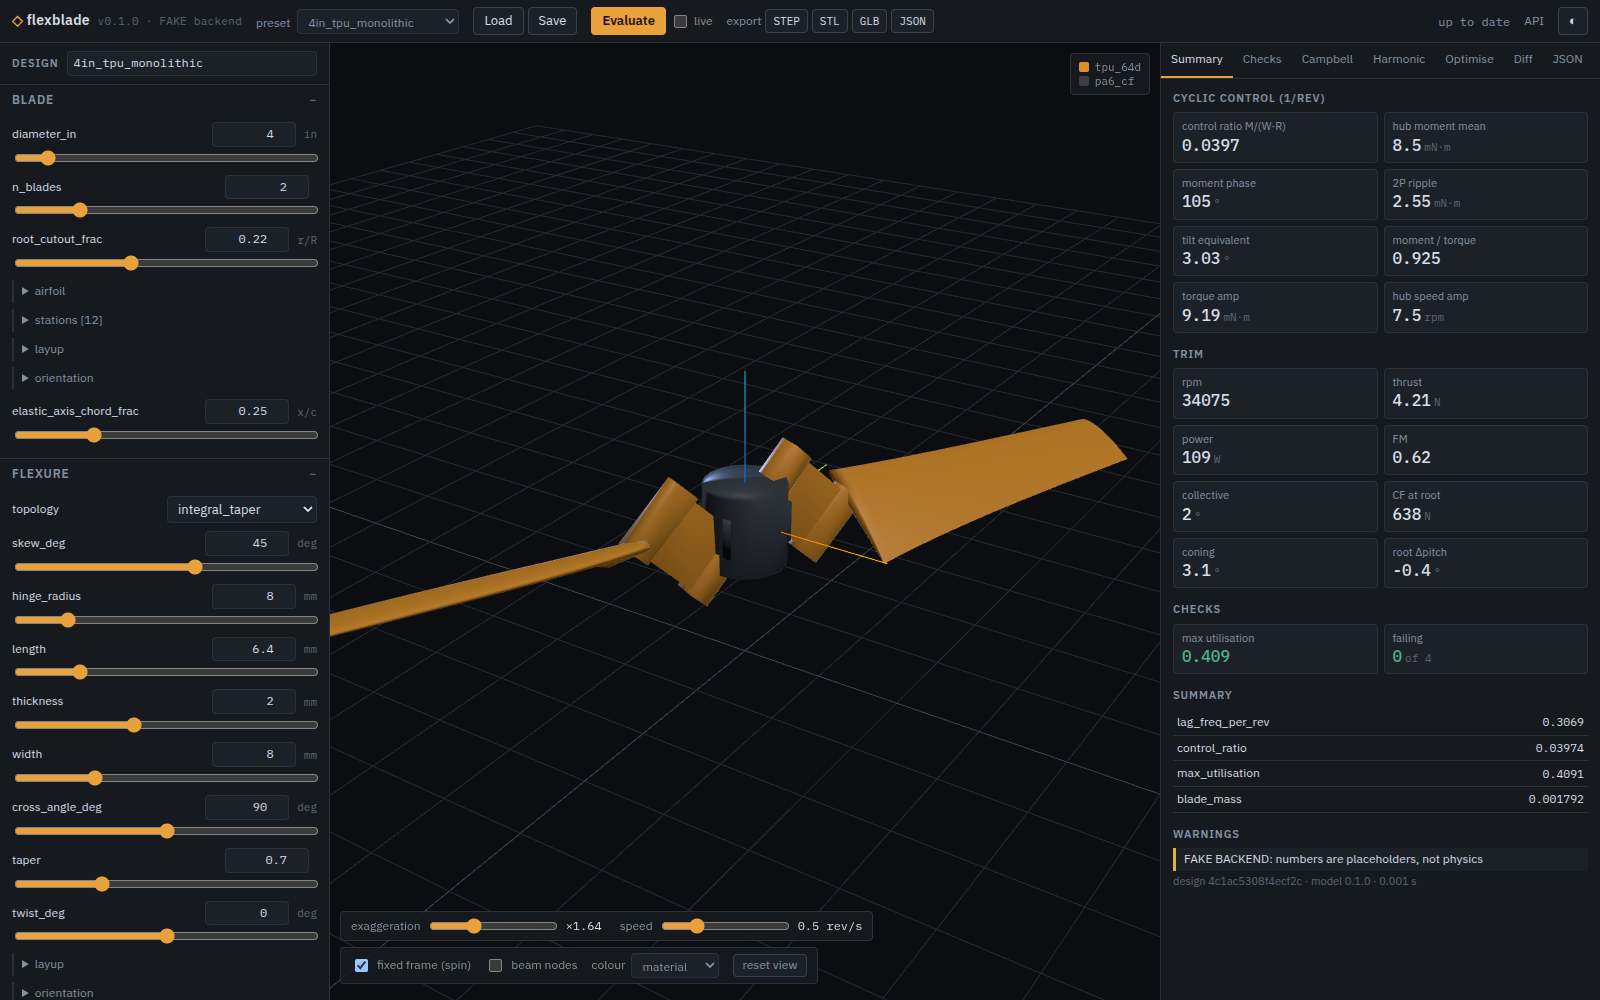 ◇ flexblade v0.1.0 · FAKE backend preset 4in_tpu_monolithic Load Save Evaluate live export STEP STL GLB JSON up to date API
DESIGN 4in_tpu_monolithic
BLADE −
diameter_in 4 in
n_blades 2
root_cutout_frac 0.22 r/R
▶ airfoil
▶ stations [12]
▶ layup
▶ orientation
elastic_axis_chord_frac 0.25 x/c
FLEXURE −
topology integral_taper
skew_deg 45 deg
hinge_radius 8 mm
length 6.4 mm
thickness 2 mm
width 8 mm
cross_angle_deg 90 deg
taper 0.7
twist_deg 0 deg
▶ layup
▶ orientation
tpu_64d
pa6_cf
exaggeration ×1.64 speed 0.5 rev/s
fixed frame (spin) beam nodes colour material reset view
Summary Checks Campbell Harmonic Optimise Diff JSON
CYCLIC CONTROL (1/REV)
control ratio M/(W·R) hub moment mean
0.0397 8.5 mN·m
moment phase 2P ripple
105 ° 2.55 mN·m
tilt equivalent moment / torque
3.03 ° 0.925
torque amp hub speed amp
9.19 mN·m 7.5 rpm
TRIM
rpm thrust
34075 4.21 N
power FM
109 W 0.62
collective CF at root
2 ° 638 N
coning root Δpitch
3.1 ° -0.4 °
CHECKS
max utilisation failing
0.409 0 of 4
SUMMARY
lag_freq_per_rev 0.3069
control_ratio 0.03974
max_utilisation 0.4091
blade_mass 0.001792
WARNINGS
FAKE BACKEND: numbers are placeholders, not physics
design 4c1ac5308f4ecf2c · model 0.1.0 · 0.001 s